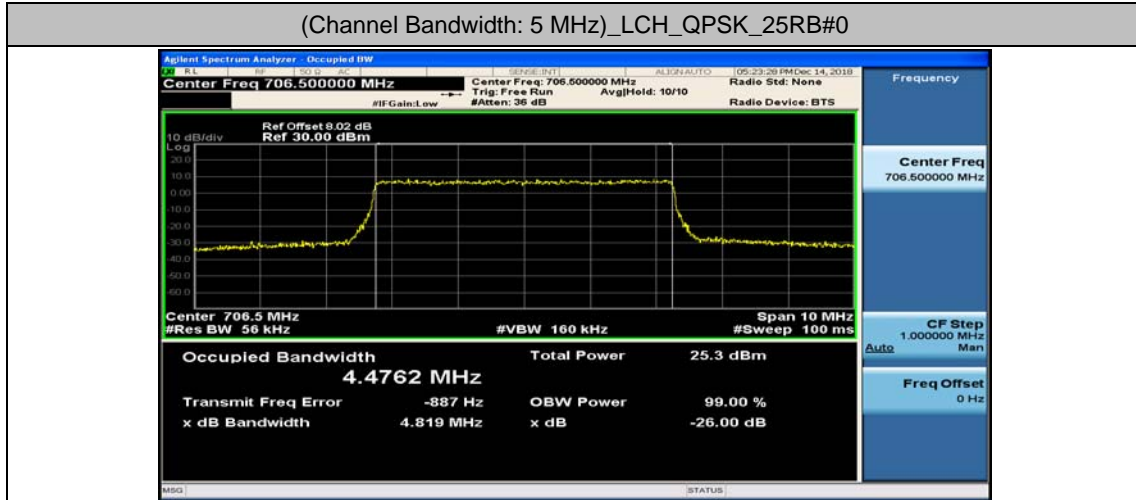 (Channel Bandwidth: 5 MHz)_LCH_QPSK_25RB#0
Agilent Spectrum Analyzer - Occupied BW
RL RF 50 Ω AC SENSE:INT ALIGNAUTO 05:23:28 PM Dec 14, 2018
Center Freq 706.500000 MHz Center Freq: 706.500000 MHz Radio Std: None
Trig: Free Run Avg|Hold: 10/10
#IFGain:Low #Atten: 36 dB Radio Device: BTS
Frequency
Ref Offset 8.02 dB
10 dB/div Ref 30.00 dBm
Log
20.0
10.0
0.00
-10.0
-20.0
-30.0
-40.0
-50.0
-60.0
Center 706.5 MHz Span 10 MHz
#Res BW 56 kHz #VBW 160 kHz #Sweep 100 ms
Occupied Bandwidth Total Power 25.3 dBm
4.4762 MHz
Transmit Freq Error -887 Hz OBW Power 99.00 %
x dB Bandwidth 4.819 MHz x dB -26.00 dB
Center Freq
706.500000 MHz
CF Step
1.000000 MHz
Auto Man
Freq Offset
0 Hz
MSG STATUS